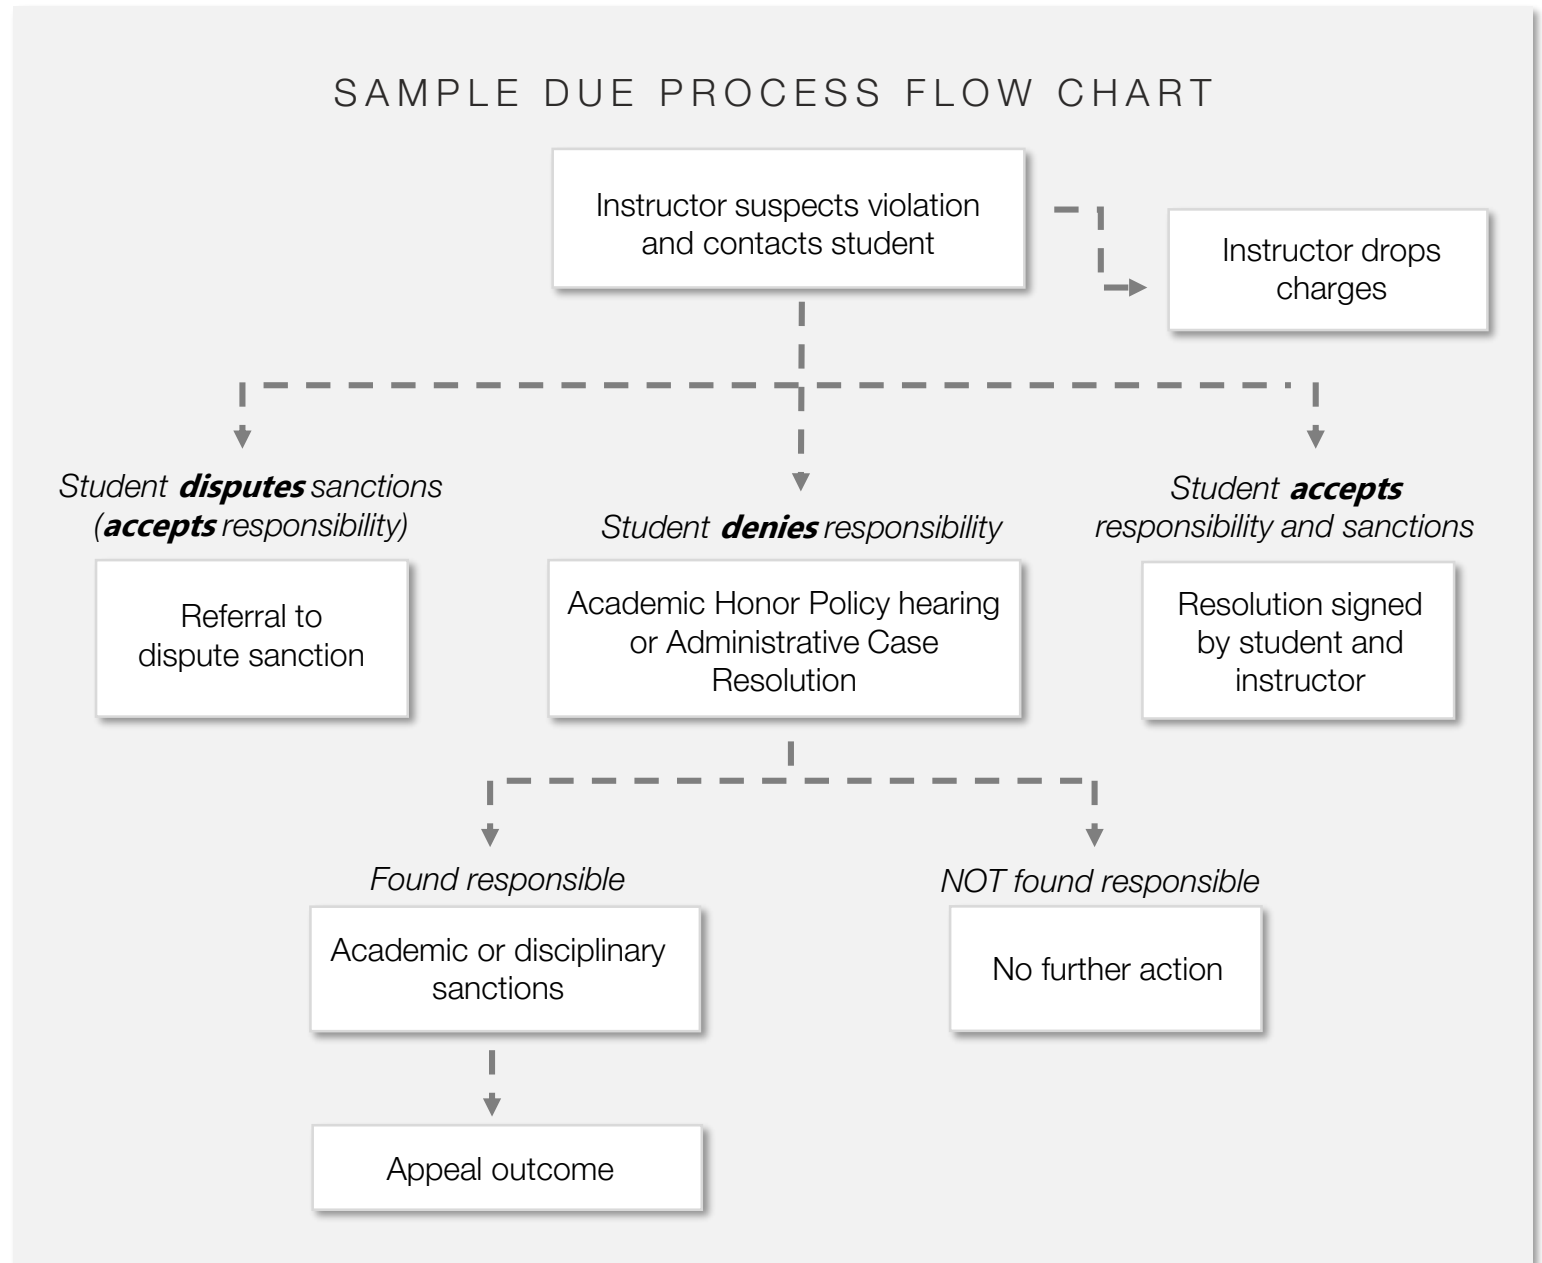 SAMPLE DUE PROCESS FLOW CHART
Instructor suspects violation
and contacts student
Instructor drops
charges
Student disputes sanctions
(accepts responsibility)
Referral to
dispute sanction
Student denies responsibility
Academic Honor Policy hearing
or Administrative Case
Resolution
Student accepts
responsibility and sanctions
Resolution signed
by student and
instructor
Found responsible
Academic or disciplinary
sanctions
NOT found responsible
No further action
Appeal outcome